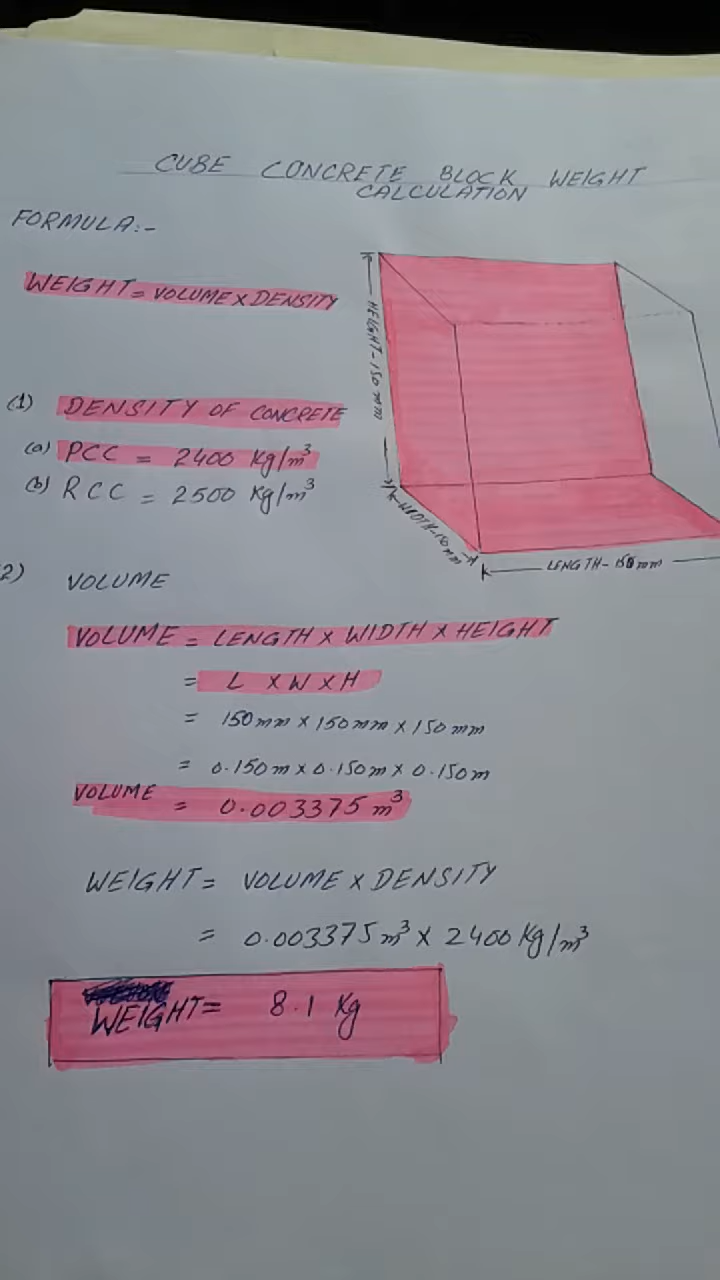 CUBE CONCRETE BLOCK WEIGHT
CALCULATION
FORMULA:-
WEIGHT = VOLUME x DENSITY
HEIGHT - 150 mm
WIDTH - 150 mm
LENGTH - 150 mm
(1) DENSITY OF CONCRETE
(a) PCC = 2400 Kg/m³
(b) RCC = 2500 Kg/m³
2) VOLUME
VOLUME = LENGTH x WIDTH x HEIGHT
= L x W x H
= 150 mm x 150 mm x 150 mm
= 0.150 m x 0.150 m x 0.150 m
VOLUME = 0.003375 m³
WEIGHT = VOLUME x DENSITY
= 0.003375 m³ x 2400 Kg/m³
WEIGHT = 8.1 Kg